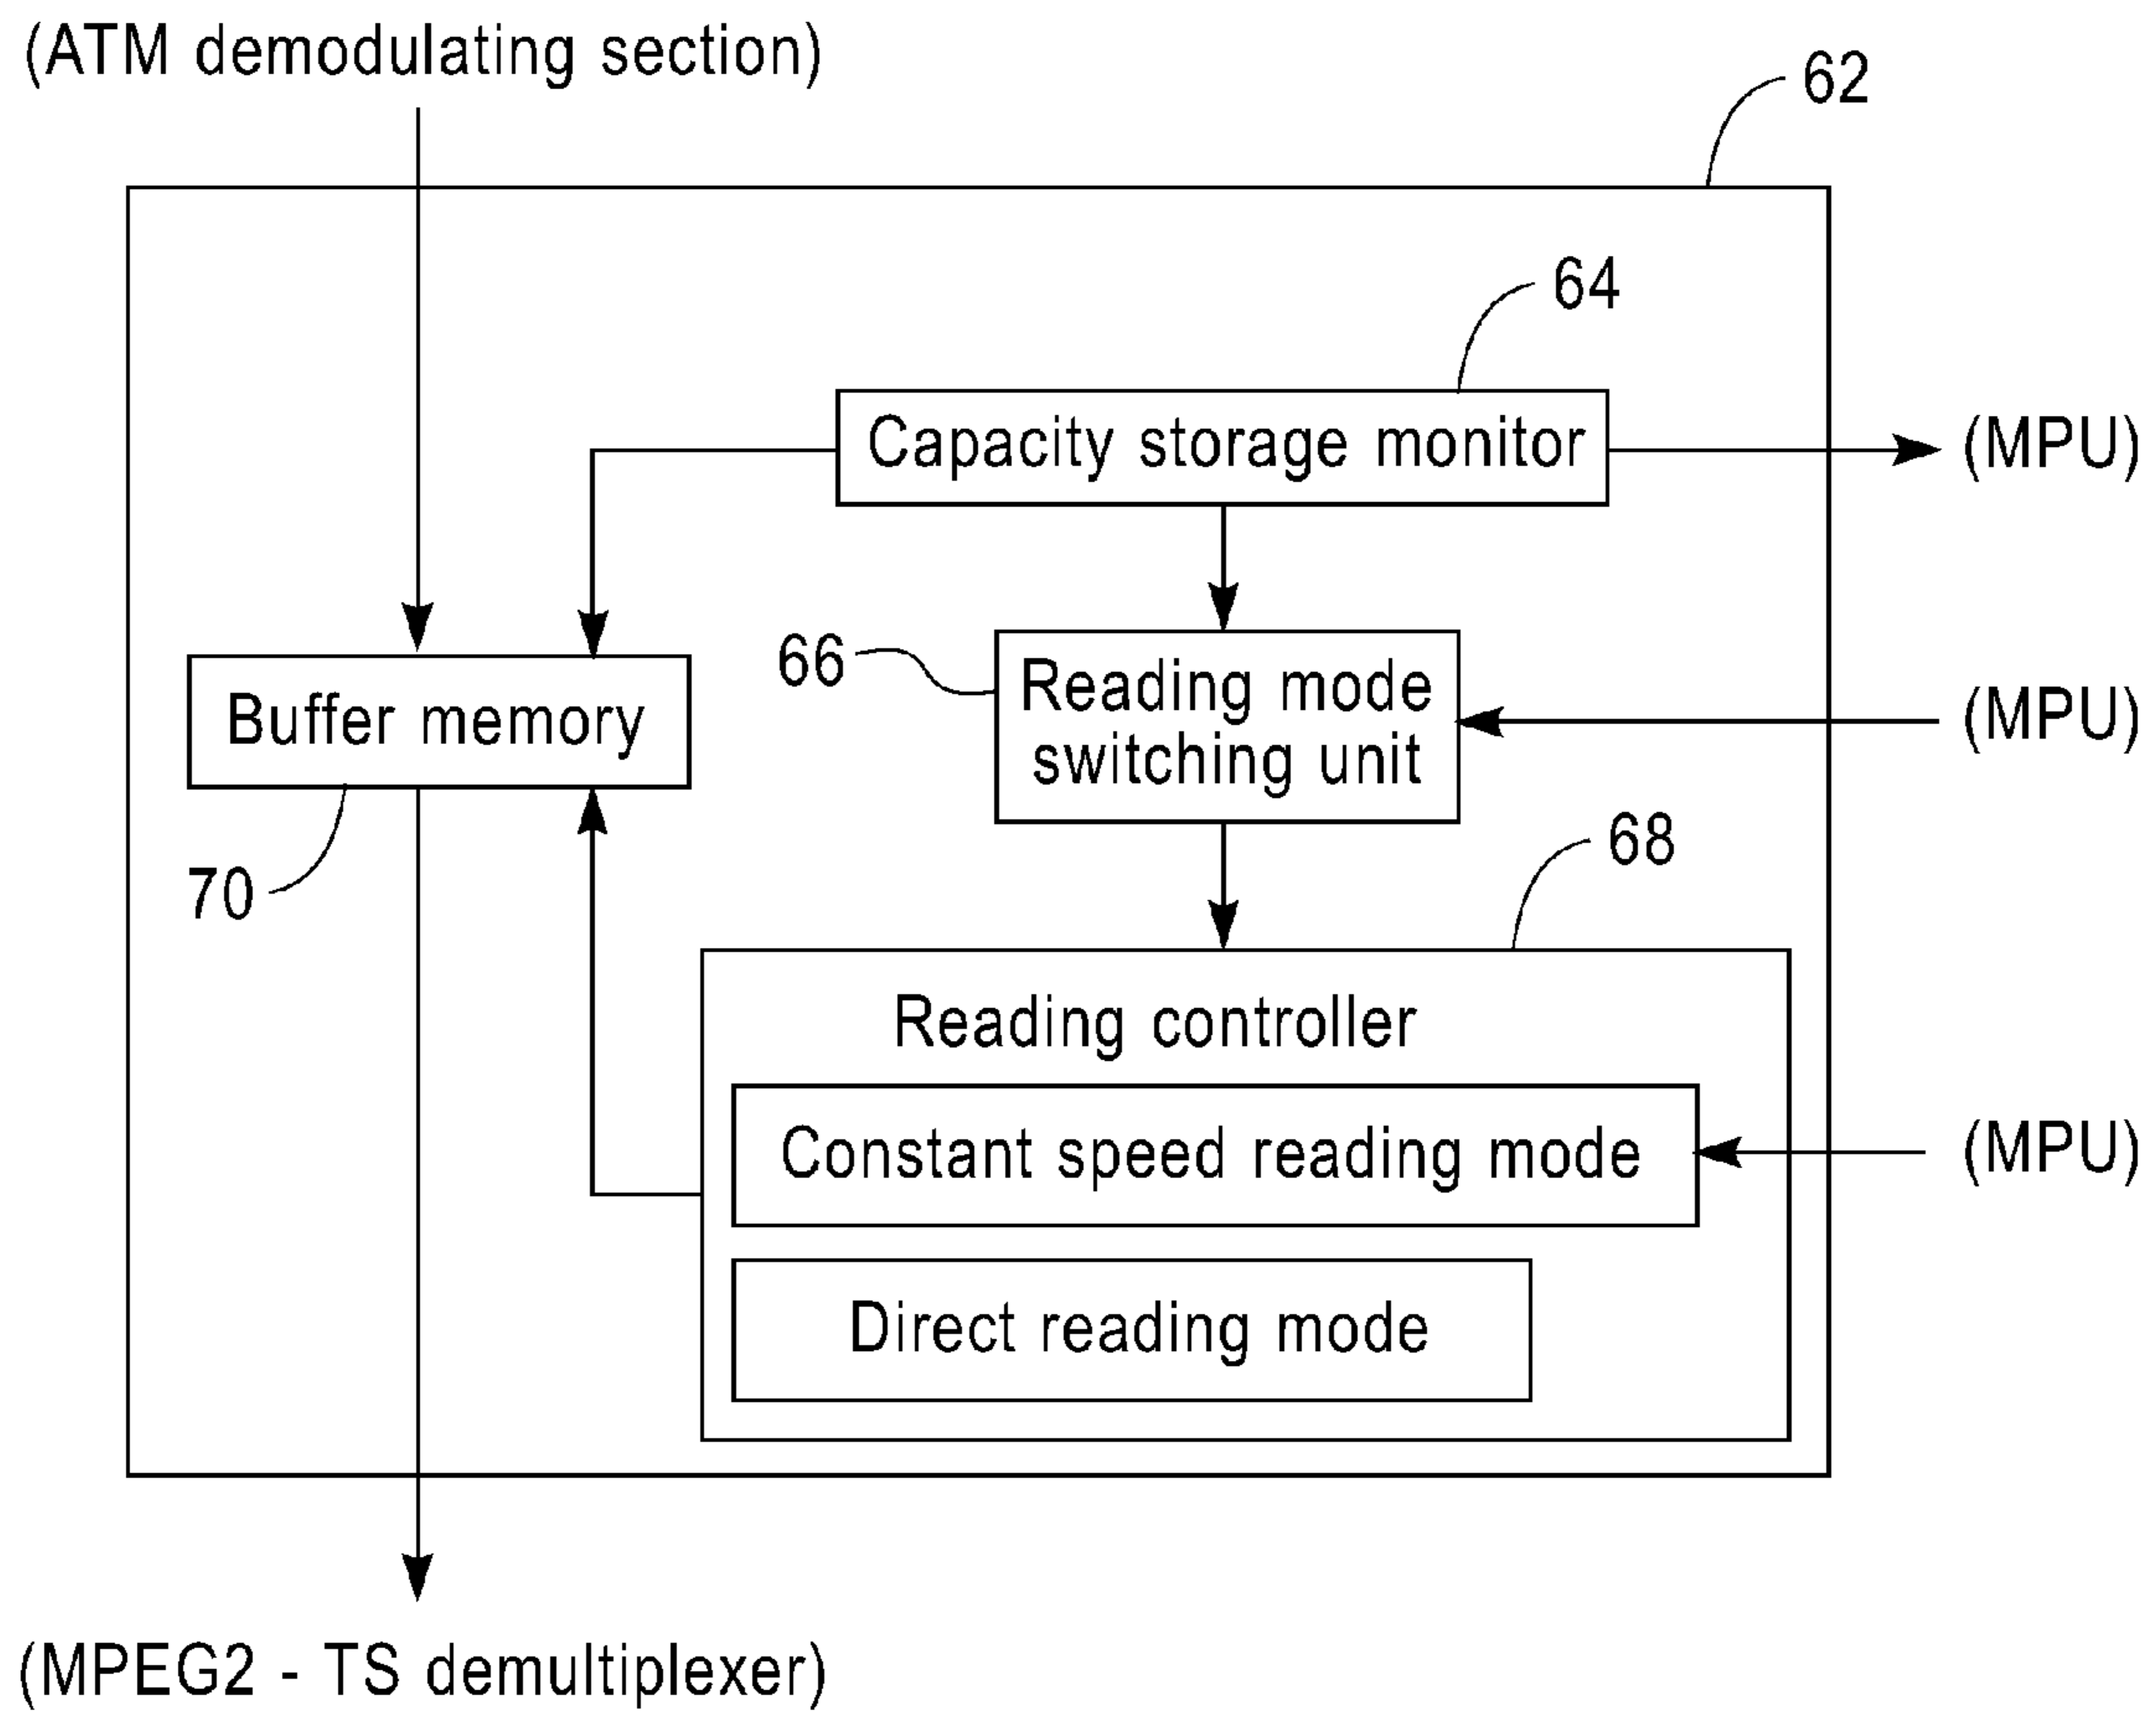 (ATM demodulating section)
62
64
Capacity storage monitor
(MPU)
66
Reading mode
switching unit
(MPU)
Buffer memory
70
68
Reading controller
Constant speed reading mode
(MPU)
Direct reading mode
(MPEG2 - TS demultiplexer)